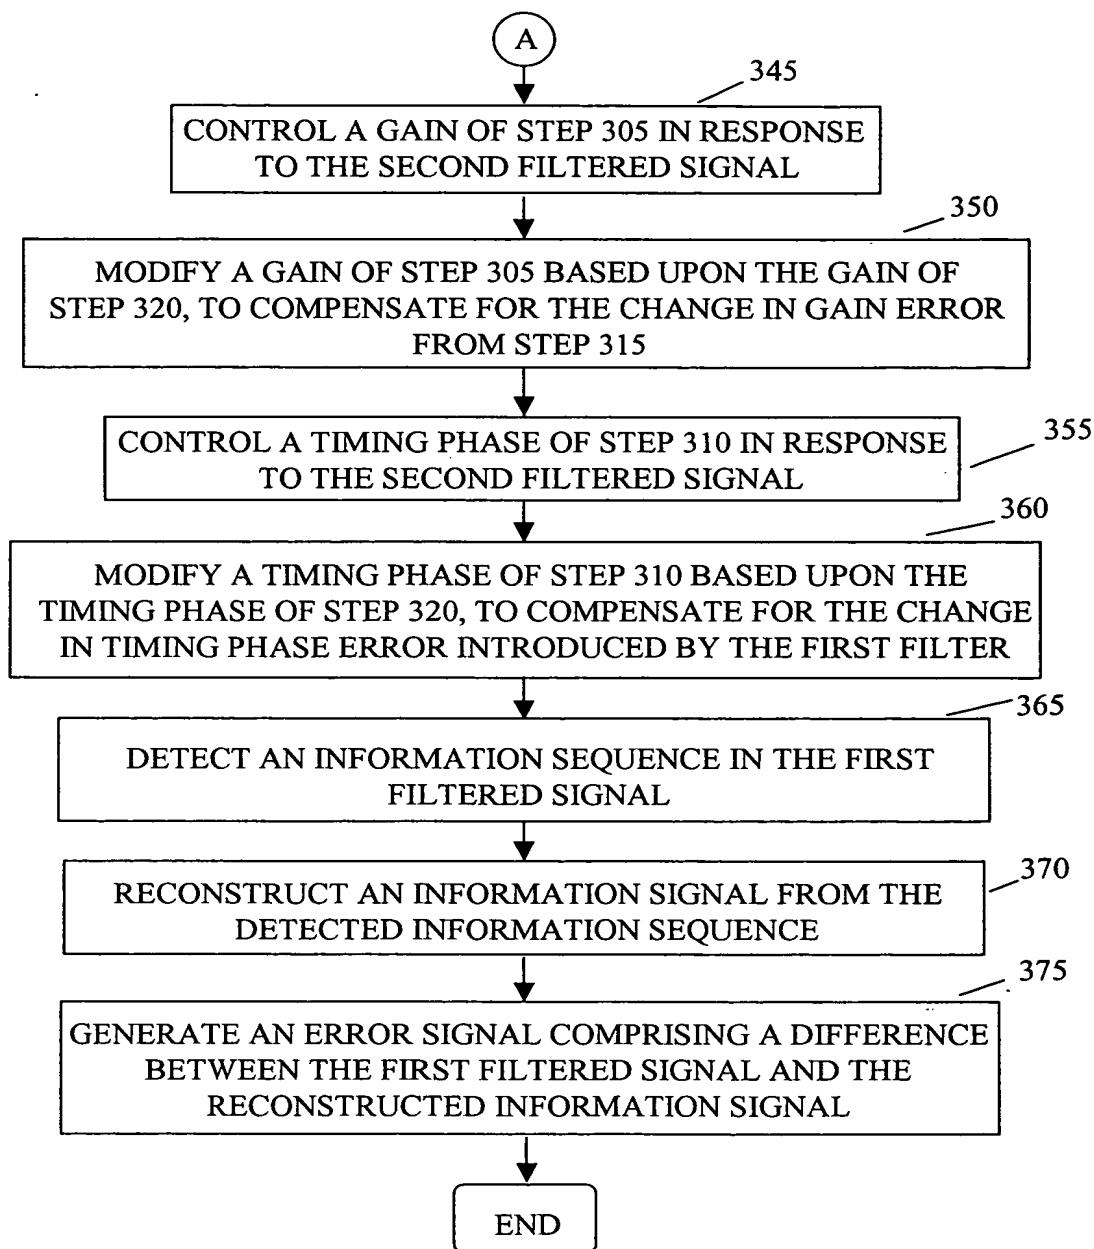 A
345
CONTROL A GAIN OF STEP 305 IN RESPONSE
TO THE SECOND FILTERED SIGNAL
350
MODIFY A GAIN OF STEP 305 BASED UPON THE GAIN OF
STEP 320, TO COMPENSATE FOR THE CHANGE IN GAIN ERROR
FROM STEP 315
355
CONTROL A TIMING PHASE OF STEP 310 IN RESPONSE
TO THE SECOND FILTERED SIGNAL
360
MODIFY A TIMING PHASE OF STEP 310 BASED UPON THE
TIMING PHASE OF STEP 320, TO COMPENSATE FOR THE CHANGE
IN TIMING PHASE ERROR INTRODUCED BY THE FIRST FILTER
365
DETECT AN INFORMATION SEQUENCE IN THE FIRST
FILTERED SIGNAL
370
RECONSTRUCT AN INFORMATION SIGNAL FROM THE
DETECTED INFORMATION SEQUENCE
375
GENERATE AN ERROR SIGNAL COMPRISING A DIFFERENCE
BETWEEN THE FIRST FILTERED SIGNAL AND THE
RECONSTRUCTED INFORMATION SIGNAL
END